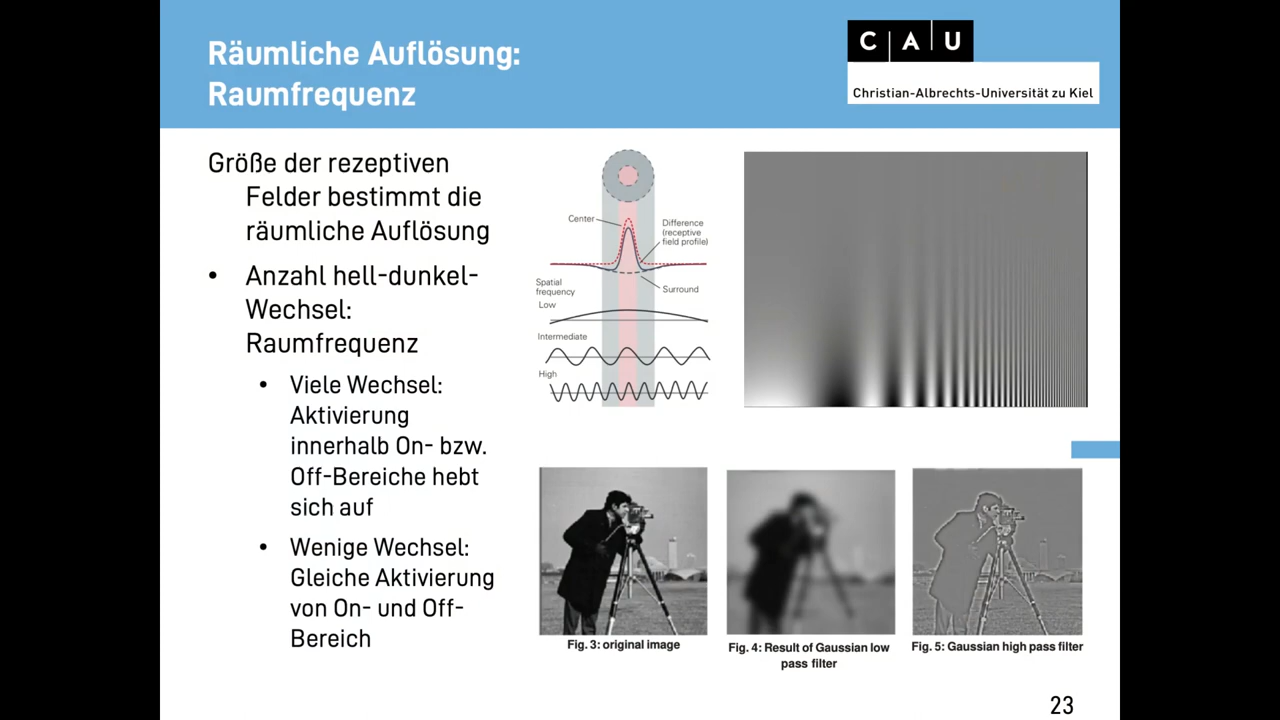 Räumliche Auflösung:
Raumfrequenz
C A U
Christian-Albrechts-Universität zu Kiel
Größe der rezeptiven
Felder bestimmt die
räumliche Auflösung
• Anzahl hell-dunkel-
Wechsel:
Raumfrequenz
• Viele Wechsel:
Aktivierung
innerhalb On- bzw.
Off-Bereiche hebt
sich auf
• Wenige Wechsel:
Gleiche Aktivierung
von On- und Off-
Bereich
Center
Difference
(receptive
field profile)
Surround
Spatial
frequency
Low
Intermediate
High
Fig. 3: original image
Fig. 4: Result of Gaussian low
pass filter
Fig. 5: Gaussian high pass filter
23